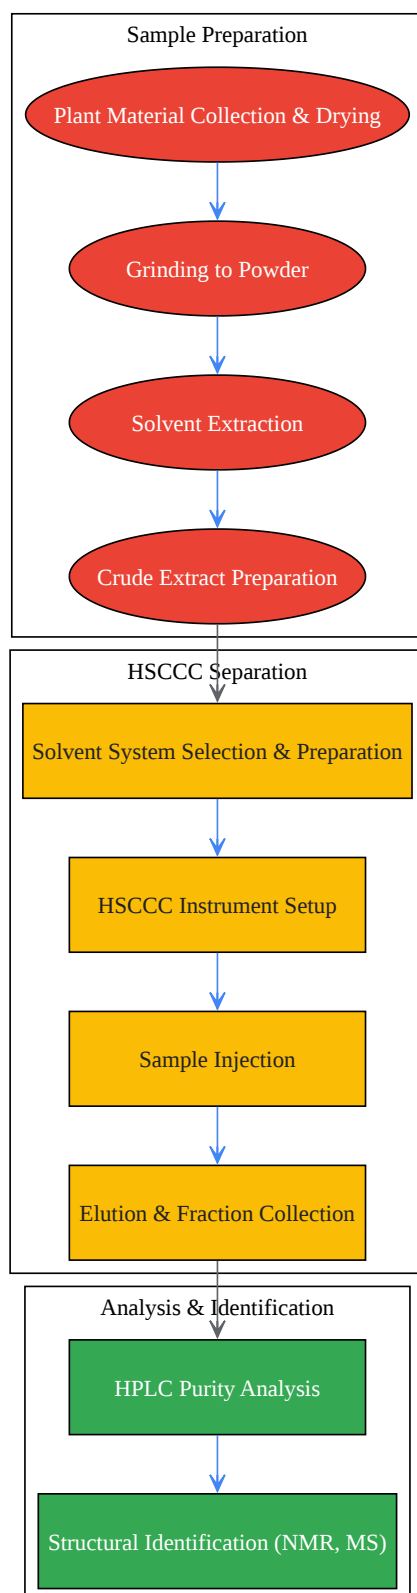 Sample Preparation
Plant Material Collection & Drying
Grinding to Powder
Solvent Extraction
Crude Extract Preparation
HSCCC Separation
Solvent System Selection & Preparation
HSCCC Instrument Setup
Sample Injection
Elution & Fraction Collection
Analysis & Identification
HPLC Purity Analysis
Structural Identification (NMR, MS)